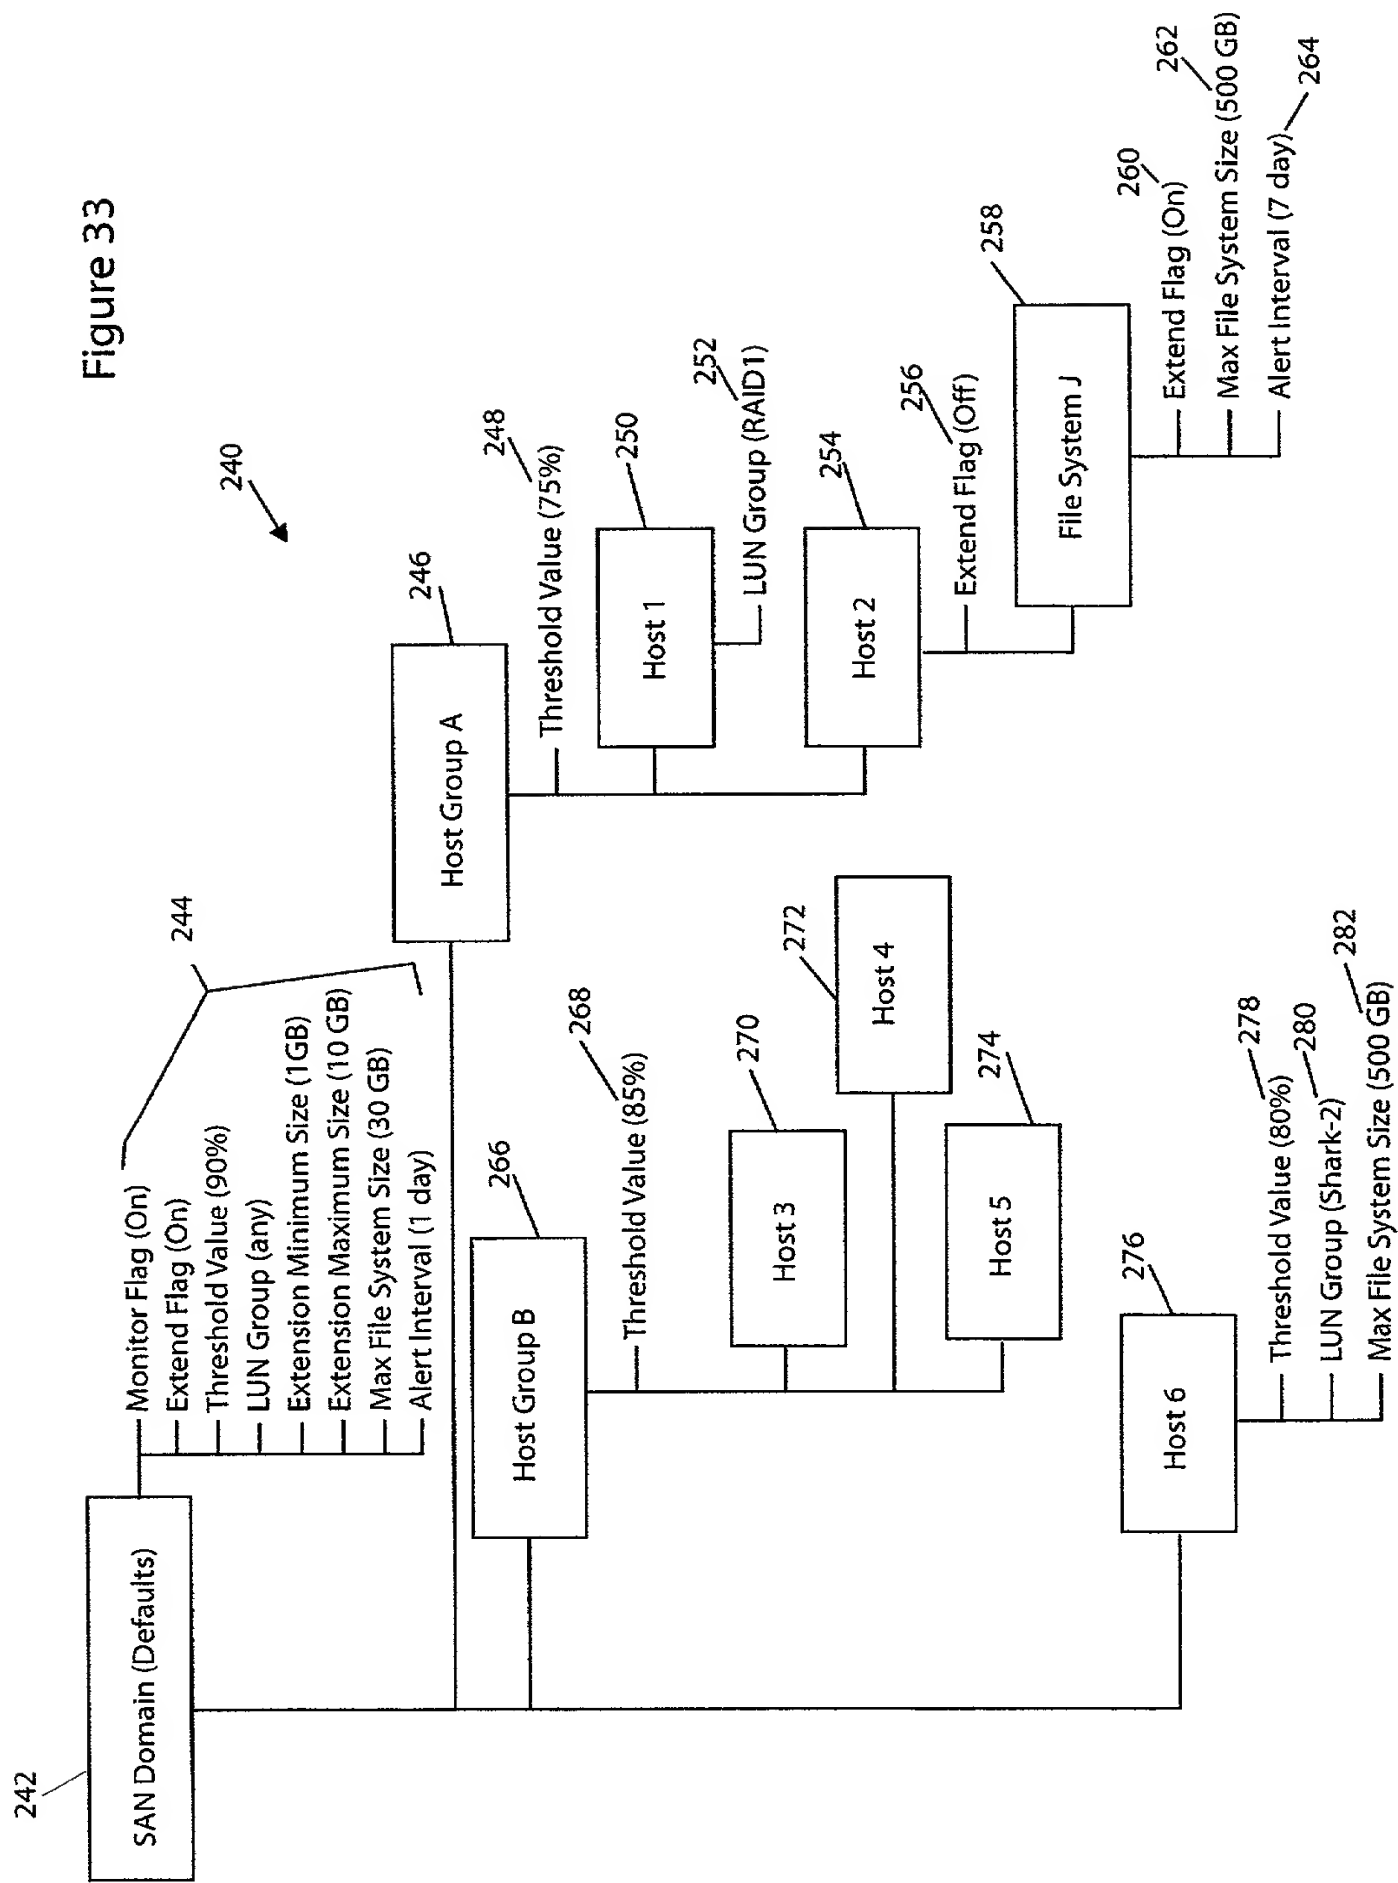 Figure 33
240
242
SAN Domain (Defaults)
244
Monitor Flag (On)
Extend Flag (On)
Threshold Value (90%)
LUN Group (any)
Extension Minimum Size (1GB)
Extension Maximum Size (10 GB)
Max File System Size (30 GB)
Alert Interval (1 day)
246
Host Group A
248
Threshold Value (75%)
250
Host 1
252
LUN Group (RAID1)
254
Host 2
256
Extend Flag (Off)
258
File System J
260
Extend Flag (On)
262
Max File System Size (500 GB)
264
Alert Interval (7 day)
266
Host Group B
268
Threshold Value (85%)
270
Host 3
272
Host 4
274
Host 5
276
Host 6
278
Threshold Value (80%)
280
LUN Group (Shark-2)
282
Max File System Size (500 GB)